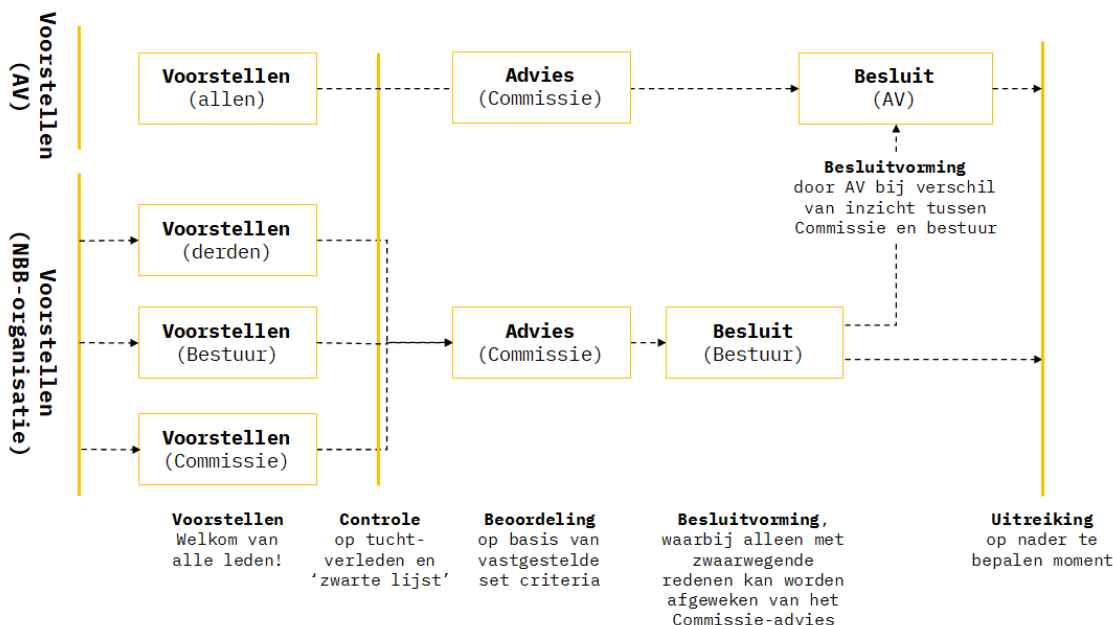 Voorstellen
(AV)
Voorstellen
(allen)
Advies
(Commissie)
Besluit
(AV)
Besluitvorming
door AV bij verschil
van inzicht tussen
Commissie en bestuur
Voorstellen
(NBB-organisatie)
Voorstellen
(derden)
Voorstellen
(Bestuur)
Advies
(Commissie)
Besluit
(Bestuur)
Voorstellen
(Commissie)
Voorstellen
Welkom van
alle leden!
Controle
op tucht-
verleden en
‘zwarte lijst’
Beoordeling
op basis van
vastgestelde
set criteria
Besluitvorming,
waarbij alleen met
zwaarwegende
redenen kan worden
afgeweken van het
Commissie-advies
Uitreiking
op nader te
bepalen moment